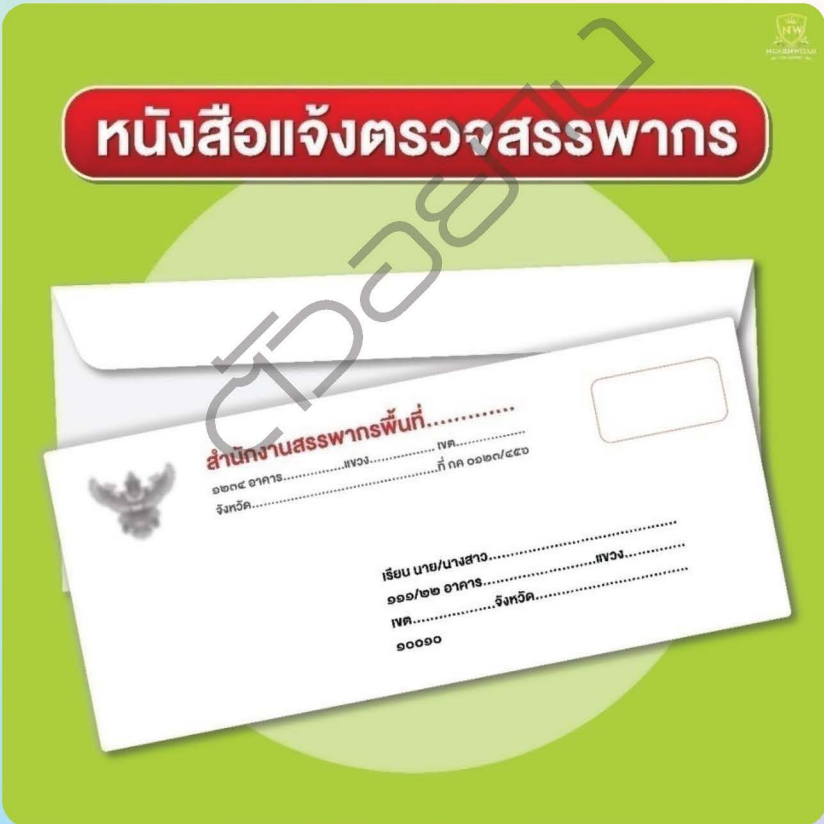 NW
หนังสือแจ้งตรวจสรรพากร
ตัวอย่าง
สำนักงานสรรพากรพื้นที่.............
๑๒๓๔ อาคาร..................แขวง................... เขต....................
จังหวัด......................................................ที่ กค ๐๑๒๓/๔๕๖
เรียน นาย/นางสาว......................................................
๑๑๑/๒๒ อาคาร................................แขวง..................
เขต........................จังหวัด............................................
๑๐๐๑๐